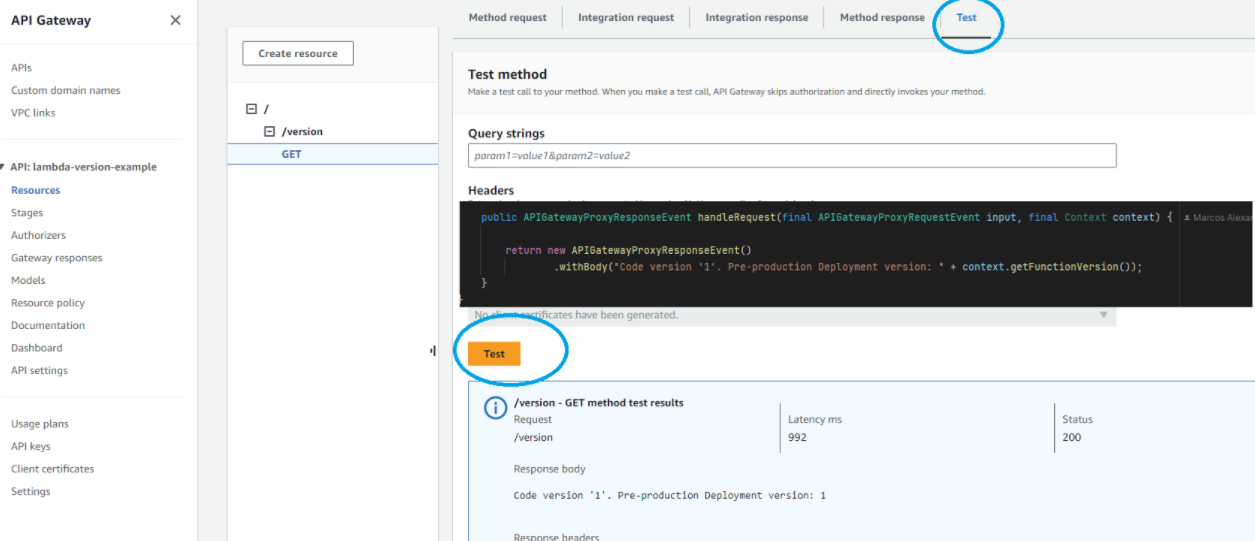 API Gateway
APIs
Custom domain names
VPC links
API: lambda-version-example
Resources
Stages
Authorizers
Gateway responses
Models
Resource policy
Documentation
Dashboard
API settings
Usage plans
API keys
Client certificates
Settings
Create resource
/
/version
GET
Method request
Integration request
Integration response
Method response
Test
Test method
Make a test call to your method. When you make a test call, API Gateway skips authorization and directly invokes your method.
Query strings
param1=value1&param2=value2
Headers
public APIGatewayProxyResponseEvent handleRequest(final APIGatewayProxyRequestEvent input, final Context context) { Marcos Alexa
return new APIGatewayProxyResponseEvent()
.withBody("Code version '1'. Pre-production Deployment version: " + context.getFunctionVersion());
}
}
No client certificates have been generated.
Test
/version - GET method test results
Request
/version
Latency ms
992
Status
200
Response body
Code version '1'. Pre-production Deployment version: 1
Response headers